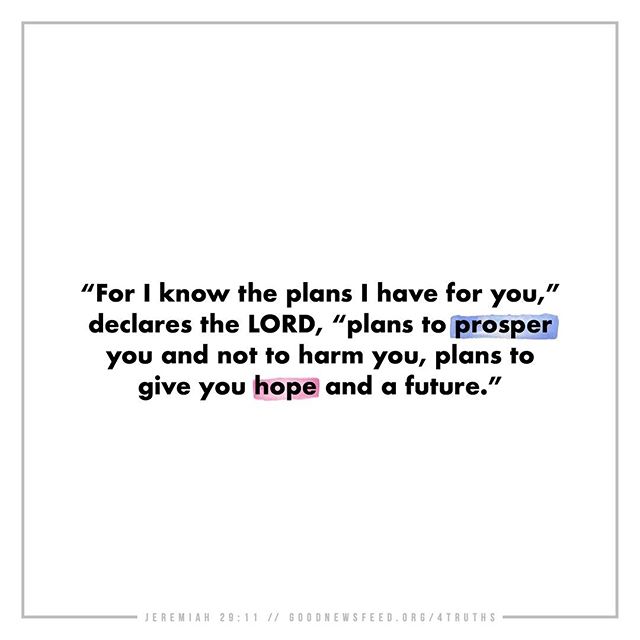 “For I know the plans I have for you,”
declares the LORD, “plans to prosper
you and not to harm you, plans to
give you hope and a future.”
JEREMIAH 29:11 // GOODNEWSFEED.ORG/4TRUTHS